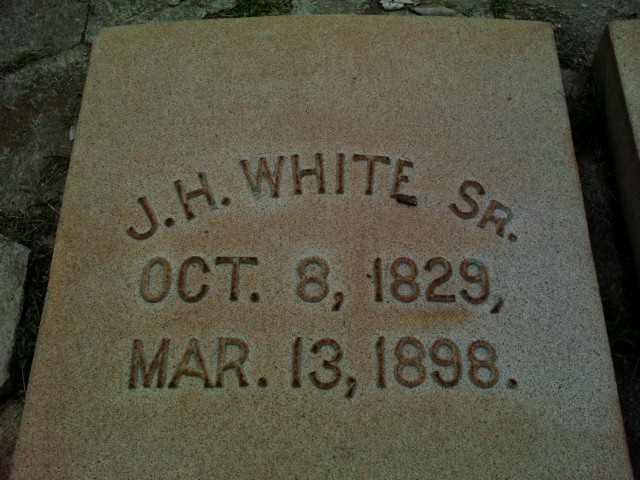 J. H. WHITE SR.
OCT. 8, 1829,
MAR. 13, 1898.